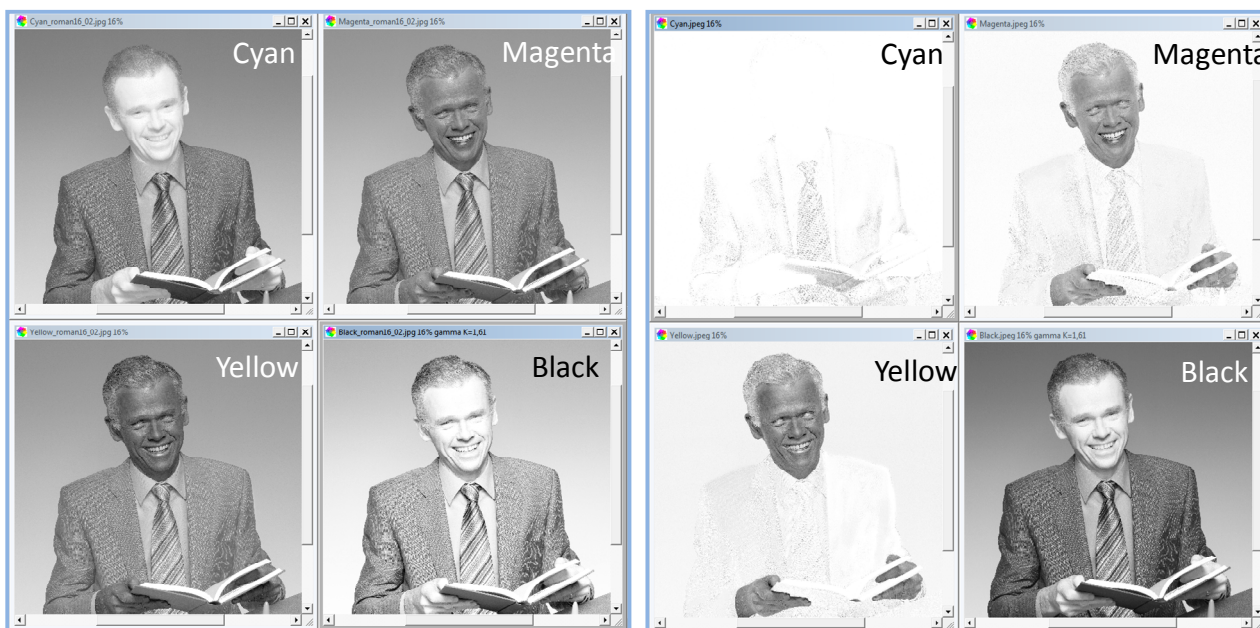 Cyan_roman16_02.jpg 16%
Cyan
Magenta_roman16_02.jpg 16%
Magenta
Yellow_roman16_02.jpg 16%
Yellow
Black_roman16_02.jpg 16% gamma K=1,61
Black
Cyan.jpeg 16%
Cyan
Magenta.jpeg 16%
Magenta
Yellow.jpeg 16%
Yellow
Black.jpeg 16% gamma K=1,61
Black